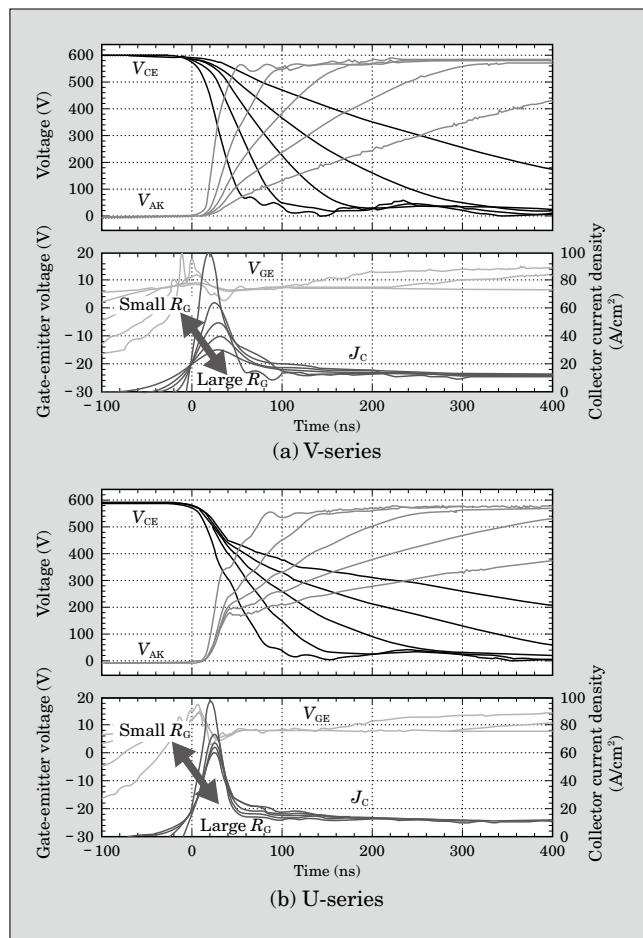 600
500
400
300
200
100
0
Voltage (V)
V_CE
V_AK
20
10
0
− 10
− 20
− 30
Gate-emitter voltage (V)
V_GE
Small R_G
Large R_G
J_C
100
80
60
40
20
0
Collector current density
(A/cm²)
− 100 0 100 200 300 400
Time (ns)
(a) V-series
600
500
400
300
200
100
0
Voltage (V)
V_CE
V_AK
20
10
0
− 10
− 20
− 30
Gate-emitter voltage (V)
V_GE
Small R_G
Large R_G
J_C
100
80
60
40
20
0
Collector current density
(A/cm²)
− 100 0 100 200 300 400
Time (ns)
(b) U-series